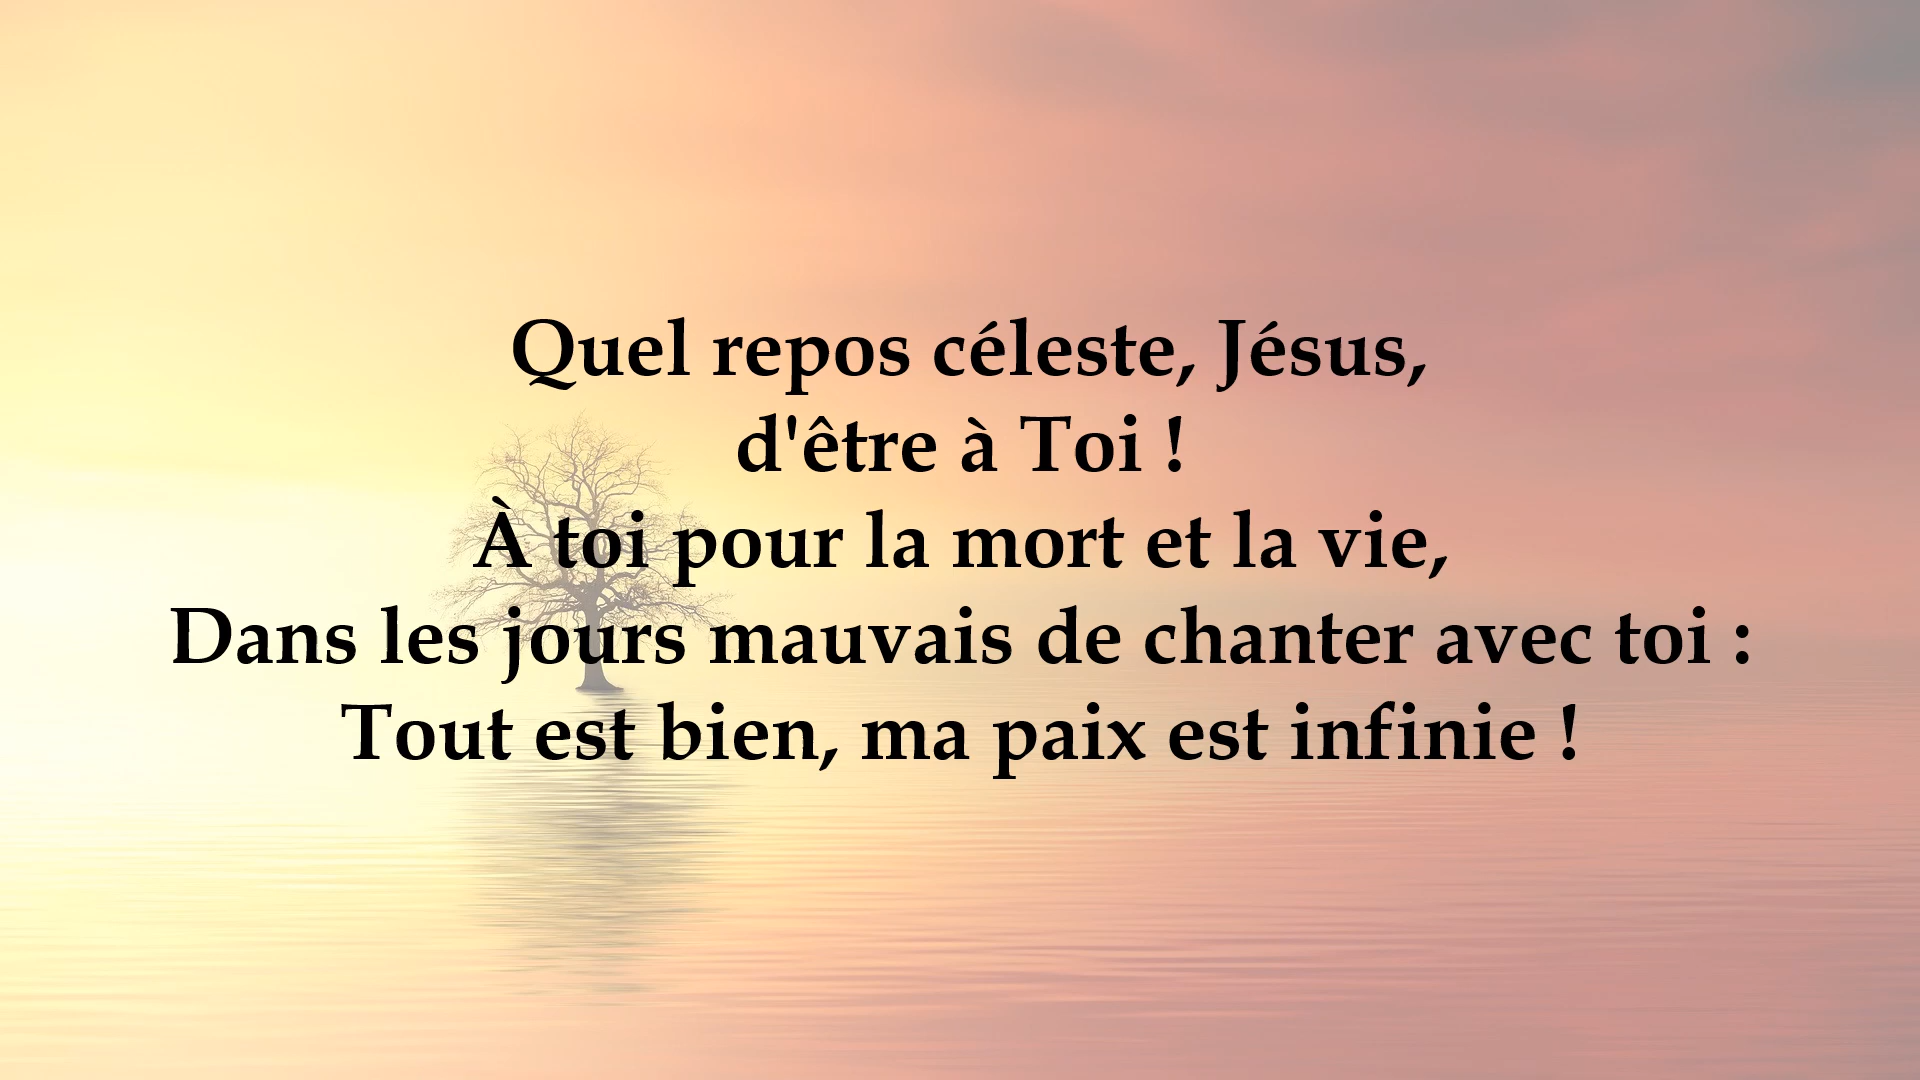 Quel repos céleste, Jésus,
d'être à Toi !
À toi pour la mort et la vie,
Dans les jours mauvais de chanter avec toi :
Tout est bien, ma paix est infinie !